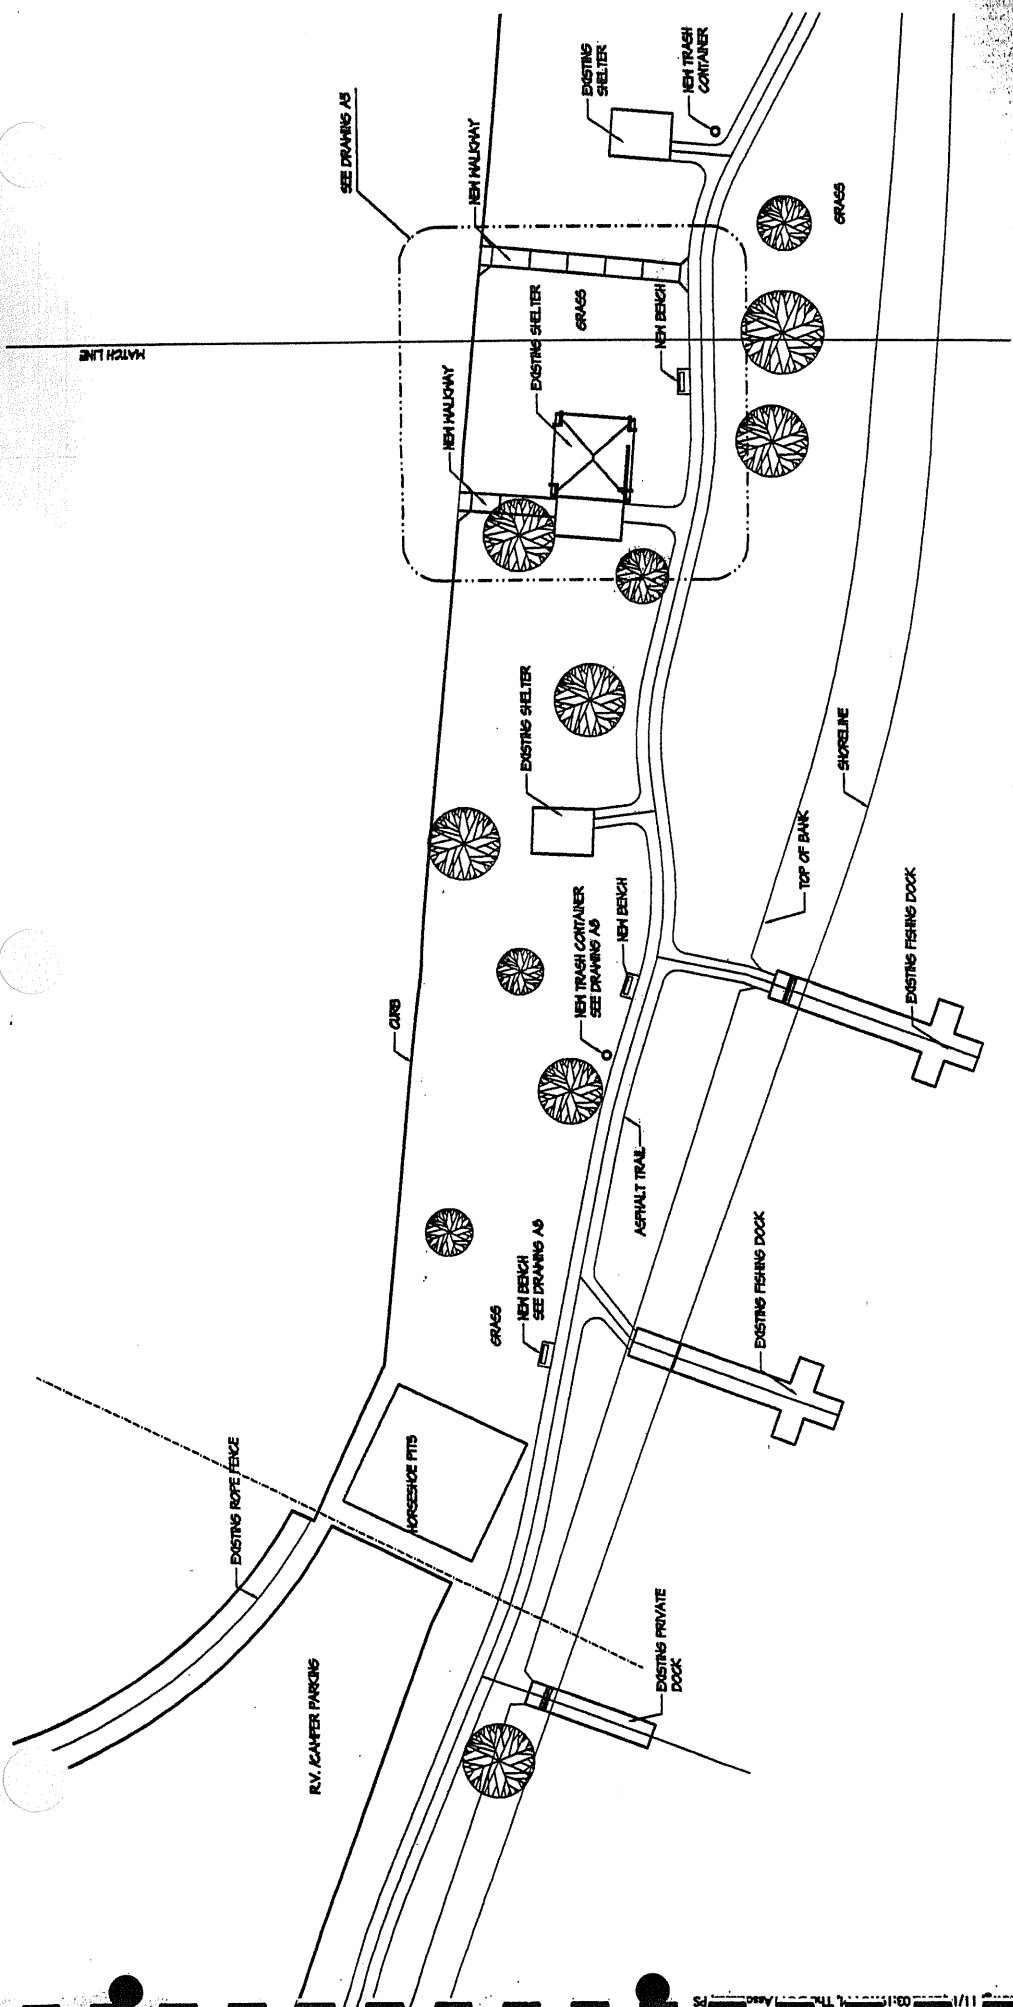 SEE DRAWING A5
NEW WALKWAY
EXISTING
SHELTER
NEW TRASH
CONTAINER
GRASS
MATCH LINE
NEW WALKWAY
EXISTING SHELTER
GRASS
NEW BENCH
EXISTING SHELTER
SHORELINE
TOP OF BANK
CURB
NEW TRASH CONTAINER
SEE DRAWING A8
NEW BENCH
EXISTING FISHING DOCK
ASPHALT TRAIL
GRASS
NEW BENCH
SEE DRAWING A8
EXISTING FISHING DOCK
EXISTING ROPE FENCE
HORSESHOE PITS
R.V. /CAMPER PARKING
EXISTING PRIVATE
DOCK